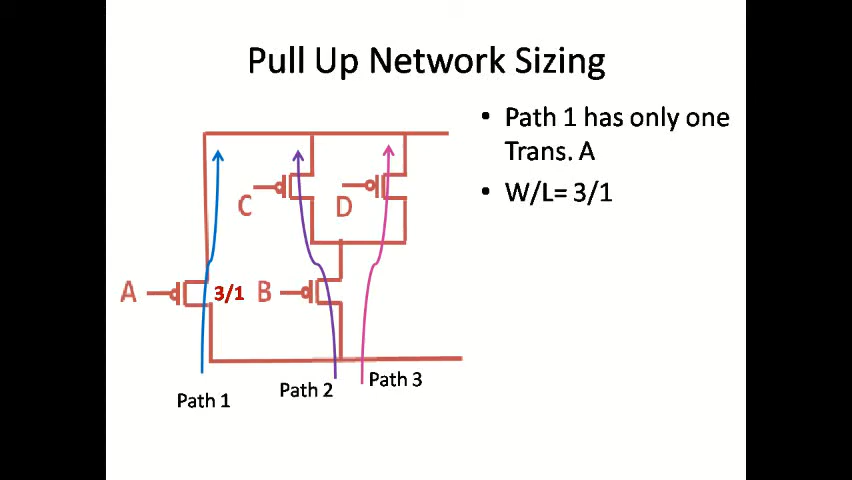 Pull Up Network Sizing
• Path 1 has only one
Trans. A
• W/L= 3/1
C
D
A
3/1
B
Path 1
Path 2
Path 3